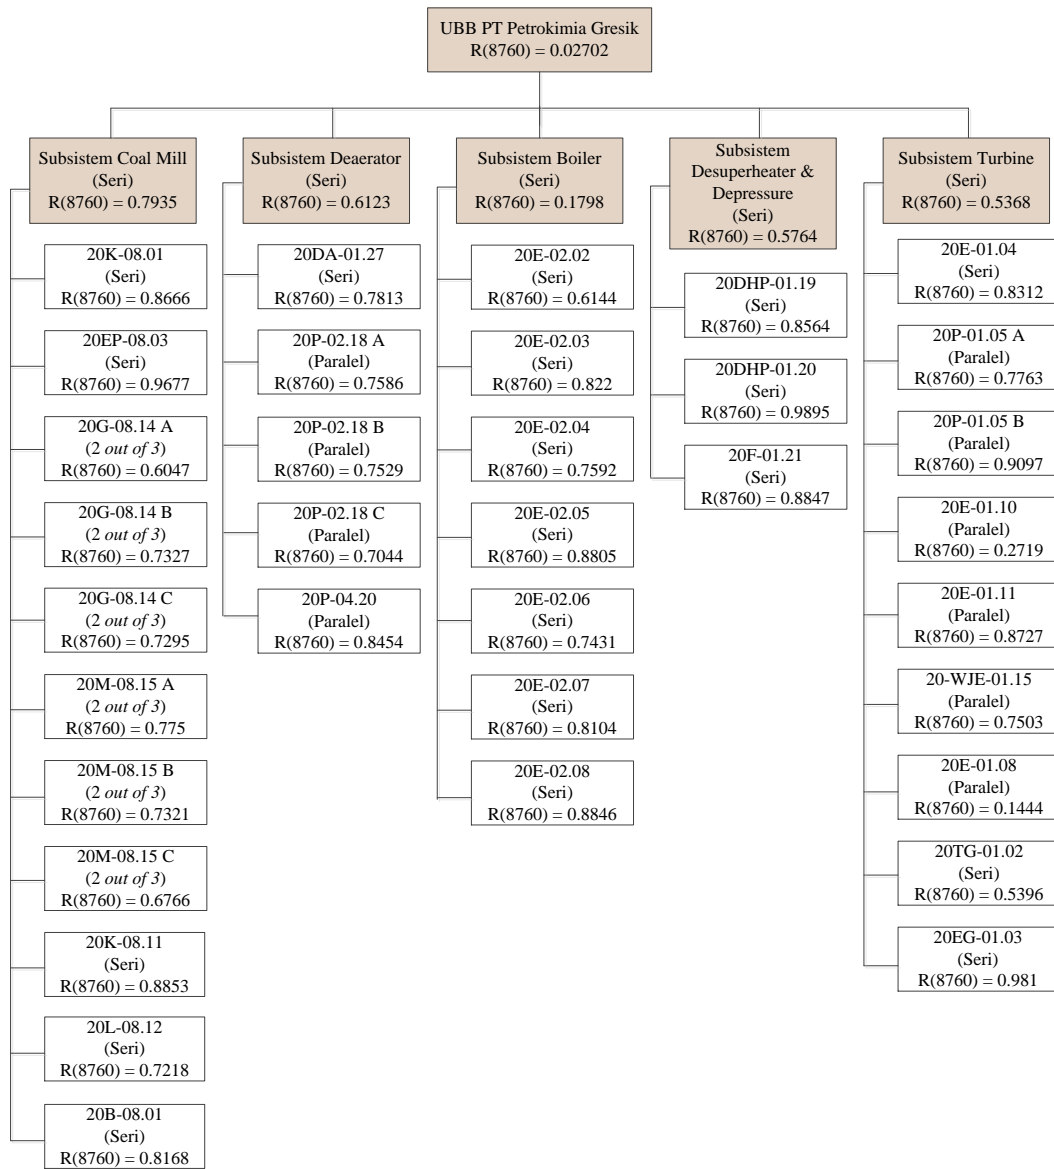 UBB PT Petrokimia Gresik
R(8760) = 0.02702
Subsistem Coal Mill
(Seri)
R(8760) = 0.7935
20K-08.01
(Seri)
R(8760) = 0.8666
20EP-08.03
(Seri)
R(8760) = 0.9677
20G-08.14 A
(2 out of 3)
R(8760) = 0.6047
20G-08.14 B
(2 out of 3)
R(8760) = 0.7327
20G-08.14 C
(2 out of 3)
R(8760) = 0.7295
20M-08.15 A
(2 out of 3)
R(8760) = 0.775
20M-08.15 B
(2 out of 3)
R(8760) = 0.7321
20M-08.15 C
(2 out of 3)
R(8760) = 0.6766
20K-08.11
(Seri)
R(8760) = 0.8853
20L-08.12
(Seri)
R(8760) = 0.7218
20B-08.01
(Seri)
R(8760) = 0.8168
Subsistem Deaerator
(Seri)
R(8760) = 0.6123
20DA-01.27
(Seri)
R(8760) = 0.7813
20P-02.18 A
(Paralel)
R(8760) = 0.7586
20P-02.18 B
(Paralel)
R(8760) = 0.7529
20P-02.18 C
(Paralel)
R(8760) = 0.7044
20P-04.20
(Paralel)
R(8760) = 0.8454
Subsistem Boiler
(Seri)
R(8760) = 0.1798
20E-02.02
(Seri)
R(8760) = 0.6144
20E-02.03
(Seri)
R(8760) = 0.822
20E-02.04
(Seri)
R(8760) = 0.7592
20E-02.05
(Seri)
R(8760) = 0.8805
20E-02.06
(Seri)
R(8760) = 0.7431
20E-02.07
(Seri)
R(8760) = 0.8104
20E-02.08
(Seri)
R(8760) = 0.8846
Subsistem
Desuperheater &
Depressure
(Seri)
R(8760) = 0.5764
20DHP-01.19
(Seri)
R(8760) = 0.8564
20DHP-01.20
(Seri)
R(8760) = 0.9895
20F-01.21
(Seri)
R(8760) = 0.8847
Subsistem Turbine
(Seri)
R(8760) = 0.5368
20E-01.04
(Seri)
R(8760) = 0.8312
20P-01.05 A
(Paralel)
R(8760) = 0.7763
20P-01.05 B
(Paralel)
R(8760) = 0.9097
20E-01.10
(Paralel)
R(8760) = 0.2719
20E-01.11
(Paralel)
R(8760) = 0.8727
20-WJE-01.15
(Paralel)
R(8760) = 0.7503
20E-01.08
(Paralel)
R(8760) = 0.1444
20TG-01.02
(Seri)
R(8760) = 0.5396
20EG-01.03
(Seri)
R(8760) = 0.981